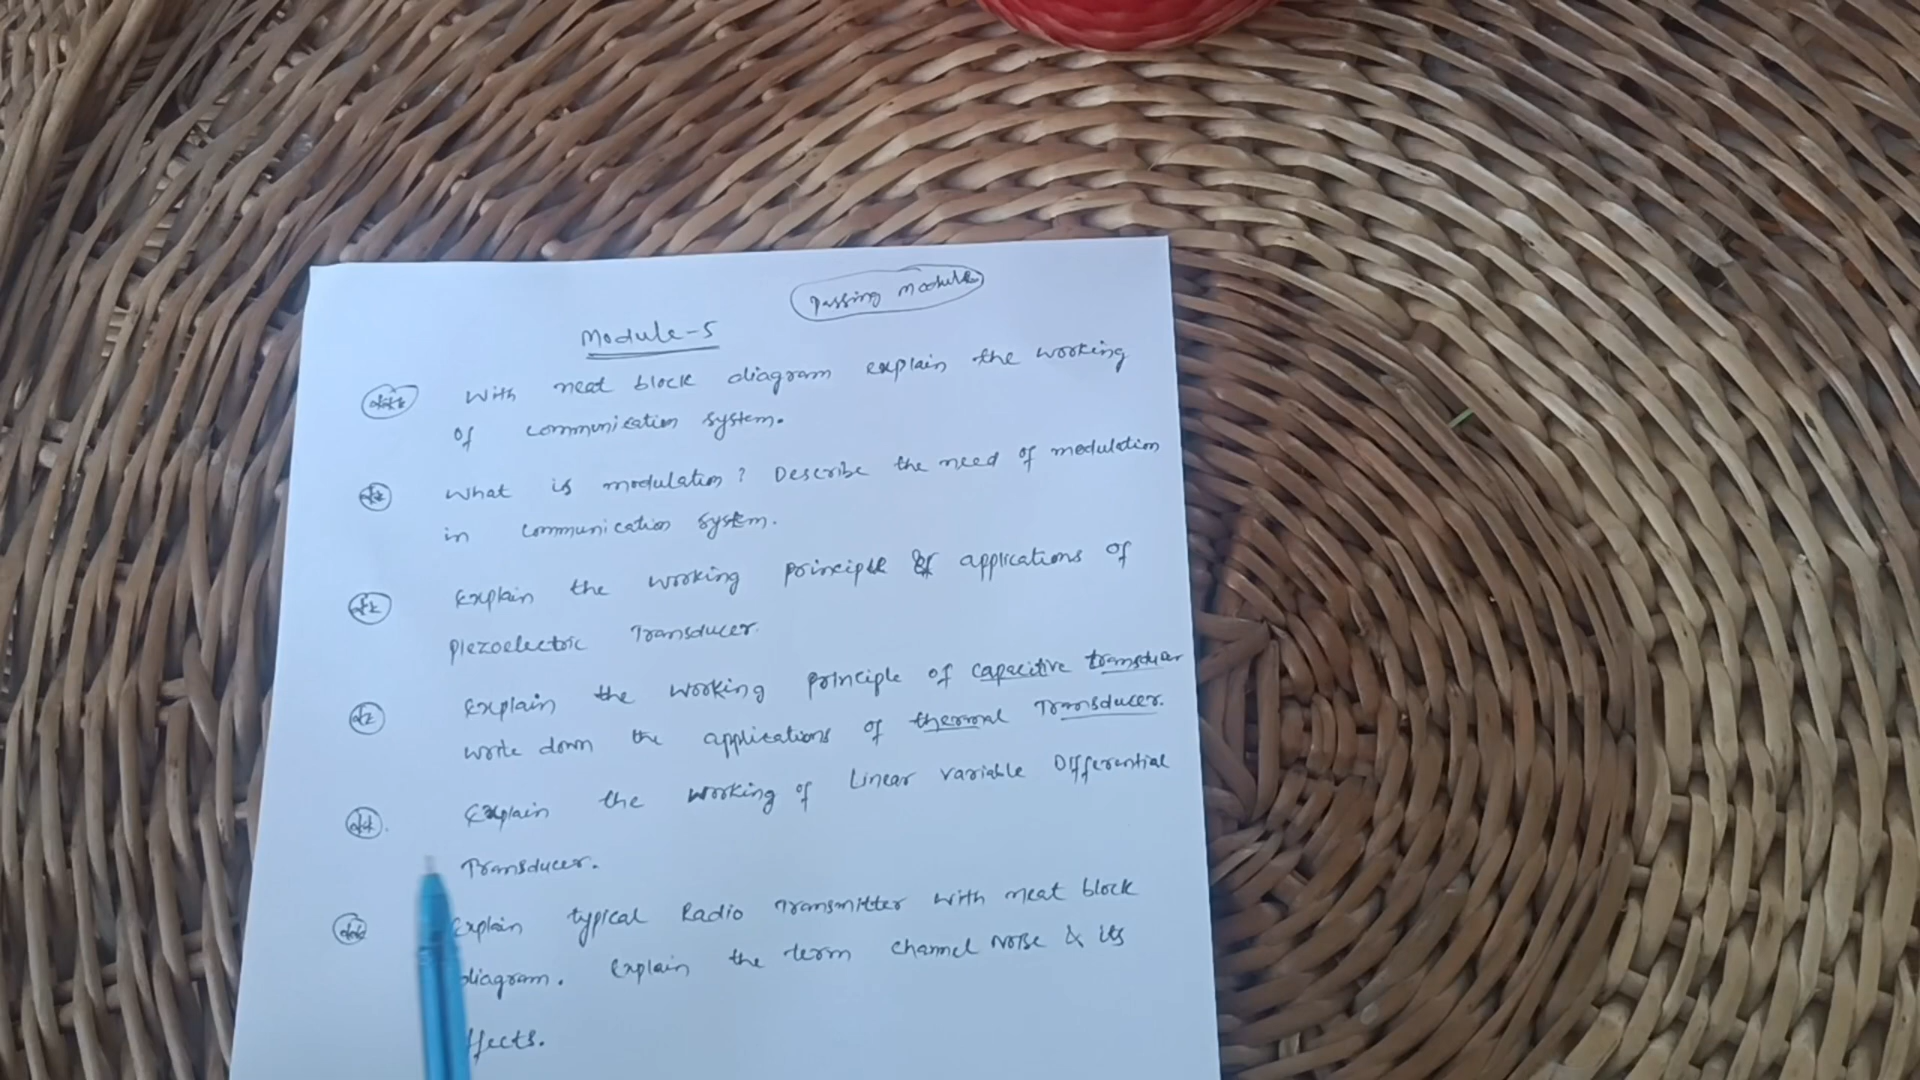 Passing module
Module-5
With neat block diagram explain the working
of communication system.
What is modulation? Describe the need of modulation
in communication system.
Explain the working principle & applications of
Piezoelectric Transducer.
Explain the working principle of capacitive transducer
write down the applications of thermal Transducer.
Explain the working of Linear variable Differential
Transducer.
Explain typical Radio Transmitter with neat block
diagram. Explain the term channel Noise & its
ffects.